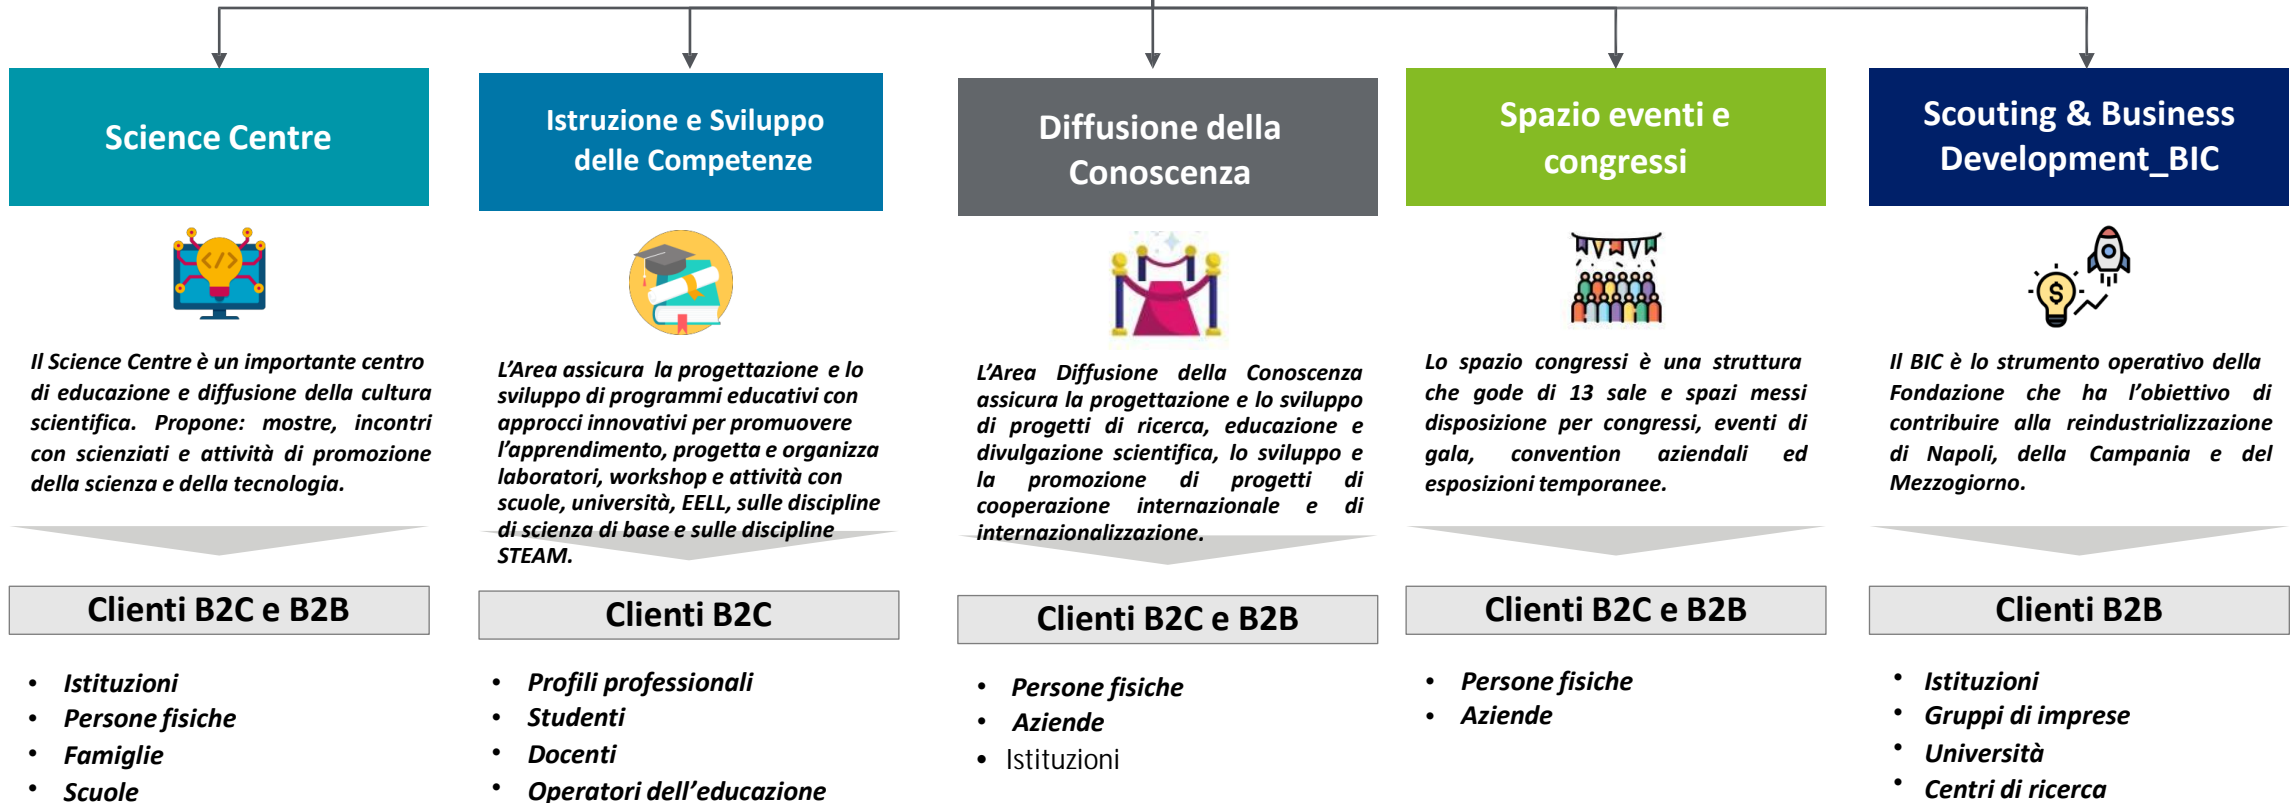 Science Centre
Il Science Centre è un importante centro
di educazione e diffusione della cultura
scientifica. Propone: mostre, incontri
con scienziati e attività di promozione
della scienza e della tecnologia.
Clienti B2C e B2B
• Istituzioni
• Persone fisiche
• Famiglie
• Scuole
Istruzione e Sviluppo
delle Competenze
L’Area assicura la progettazione e lo
sviluppo di programmi educativi con
approcci innovativi per promuovere
l’apprendimento, progetta e organizza
laboratori, workshop e attività con
scuole, università, EELL, sulle discipline
di scienza di base e sulle discipline
STEAM.
Clienti B2C
• Profili professionali
• Studenti
• Docenti
• Operatori dell’educazione
Diffusione della
Conoscenza
L’Area Diffusione della Conoscenza
assicura la progettazione e lo sviluppo
di progetti di ricerca, educazione e
divulgazione scientifica, lo sviluppo e
la promozione di progetti di
cooperazione internazionale e di
internazionalizzazione.
Clienti B2C e B2B
• Persone fisiche
• Aziende
• Istituzioni
Spazio eventi e
congressi
Lo spazio congressi è una struttura
che gode di 13 sale e spazi messi
disposizione per congressi, eventi di
gala, convention aziendali ed
esposizioni temporanee.
Clienti B2C e B2B
• Persone fisiche
• Aziende
Scouting & Business
Development_BIC
Il BIC è lo strumento operativo della
Fondazione che ha l’obiettivo di
contribuire alla reindustrializzazione
di Napoli, della Campania e del
Mezzogiorno.
Clienti B2B
• Istituzioni
• Gruppi di imprese
• Università
• Centri di ricerca